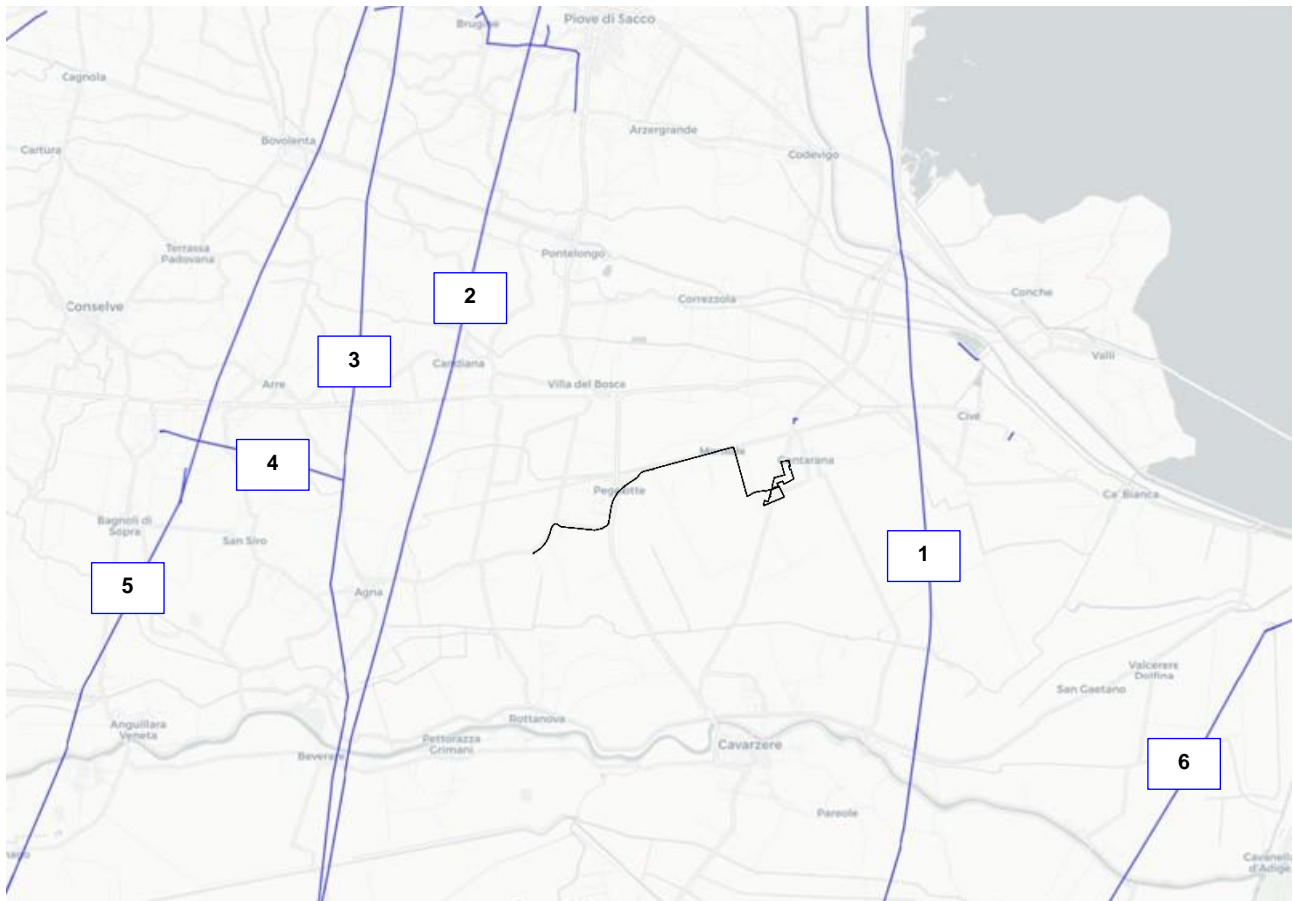 Piove di Sacco
Brugine
Cagnola
Arzergrande
Bovolenta
Cartura
Codevigo
Terrassa
Padovana
Pontelongo
2
Conche
Correzzola
Conselve
3
Candiana
Valli
Arre
Villa del Bosco
Civè
4
Cantarana
Pegolotte
Ca' Bianca
Bagnoli di
Sopra
San Siro
1
5
Agna
Valcerere
Dolfina
San Gaetano
Anguillara
Veneta
Rottanova
Pettorazza
Grimani
Cavarzere
Beverare
6
Pareole
Cavanella
d'Adige